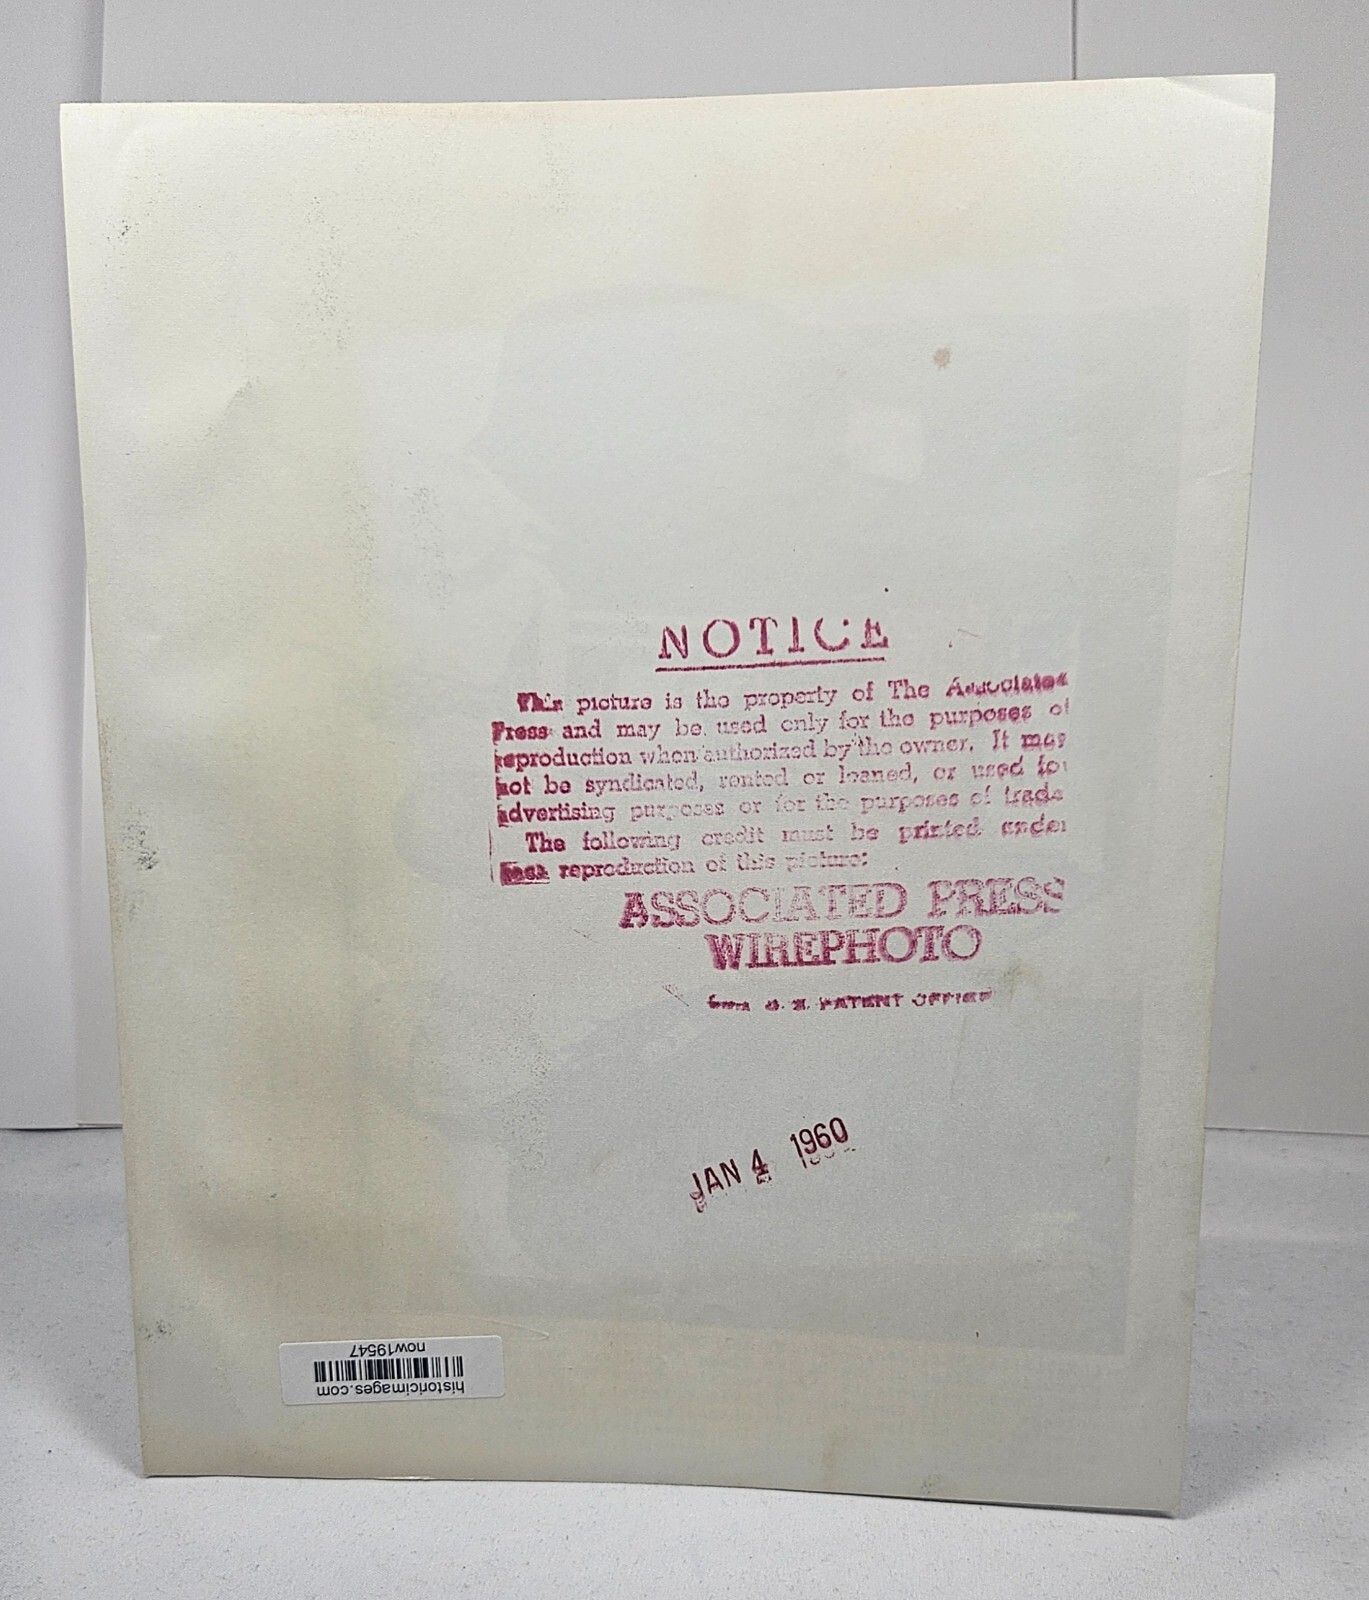 NOTICE
This picture is the property of The Associated
Press and may be used only for the purposes of
reproduction when authorized by the owner. It may
not be syndicated, rented or loaned, or used for
advertising purposes or for the purposes of trade
The following credit must be printed under
each reproduction of this picture:
ASSOCIATED PRESS
WIREPHOTO
U. S. PATENT OFFICE
JAN 4 1960
historicimages.com
now19547